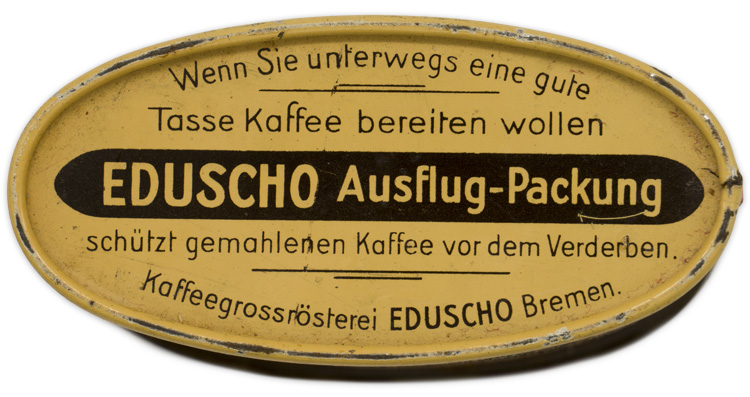 Wenn Sie unterwegs eine gute
Tasse Kaffee bereiten wollen
EDUSCHO Ausflug-Packung
schützt gemahlenen Kaffee vor dem Verderben.
Kaffeegrossrösterei EDUSCHO Bremen.